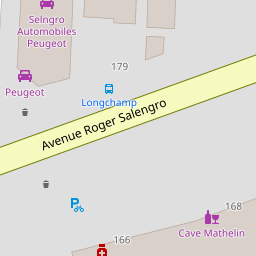 Selngro
Automobiles
Peugeot
179
Peugeot
Longchamp
Avenue Roger Salengro
168
Cave Mathelin
166